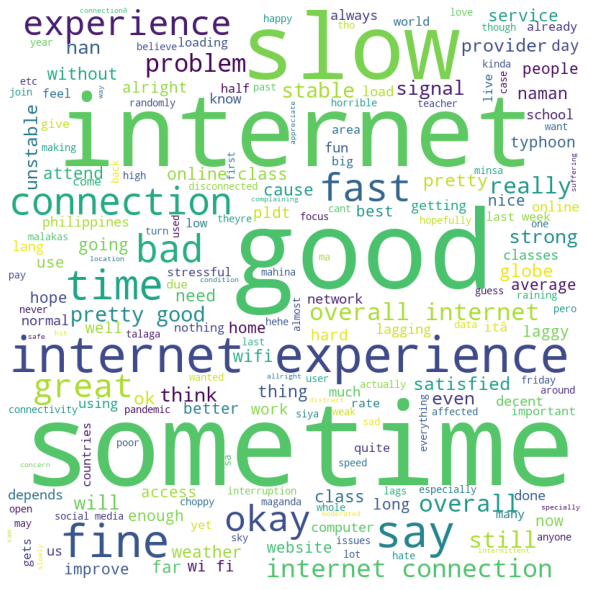 connectionâ happy tho world love though already
experience slow always service
year believe loading provider day
han problem
without alright half past load signal people
etc feel know stable kinda case live
join way randomly horrible teacher naman
give internet area want school
making unstable back fun big typhoon
attend come high online class first appreciate minsa
disconnected complaining pretty really suffering
connection fast
turn used theyre cause focus cant getting nice online
philippines low pldt best hopefully last week one
malakas good
lang going location ma classes strong
pay use bad due stressful condition mahina guess raining globe
never hope time need almost network average pero
normal pretty good nothing hehe overall internet
safe talaga well home hard lagging data itâ laggy
hit last wifi
internet experience
great wanted allright user actually friday around
ok think thing much satisfied
connectivity using better work rate weak sad even decent important
pandemic siya distract affected
sometime
countries poor sa quite speed everything
concern depends access choppy interruption maganda lags especially done
will class long overall many
open social media enough whole moderated specially
may okay say now
gets us fine yet sky computer issues still anyone
sam slowly weather website lot hate intermittent
improve far wi fi internet connection